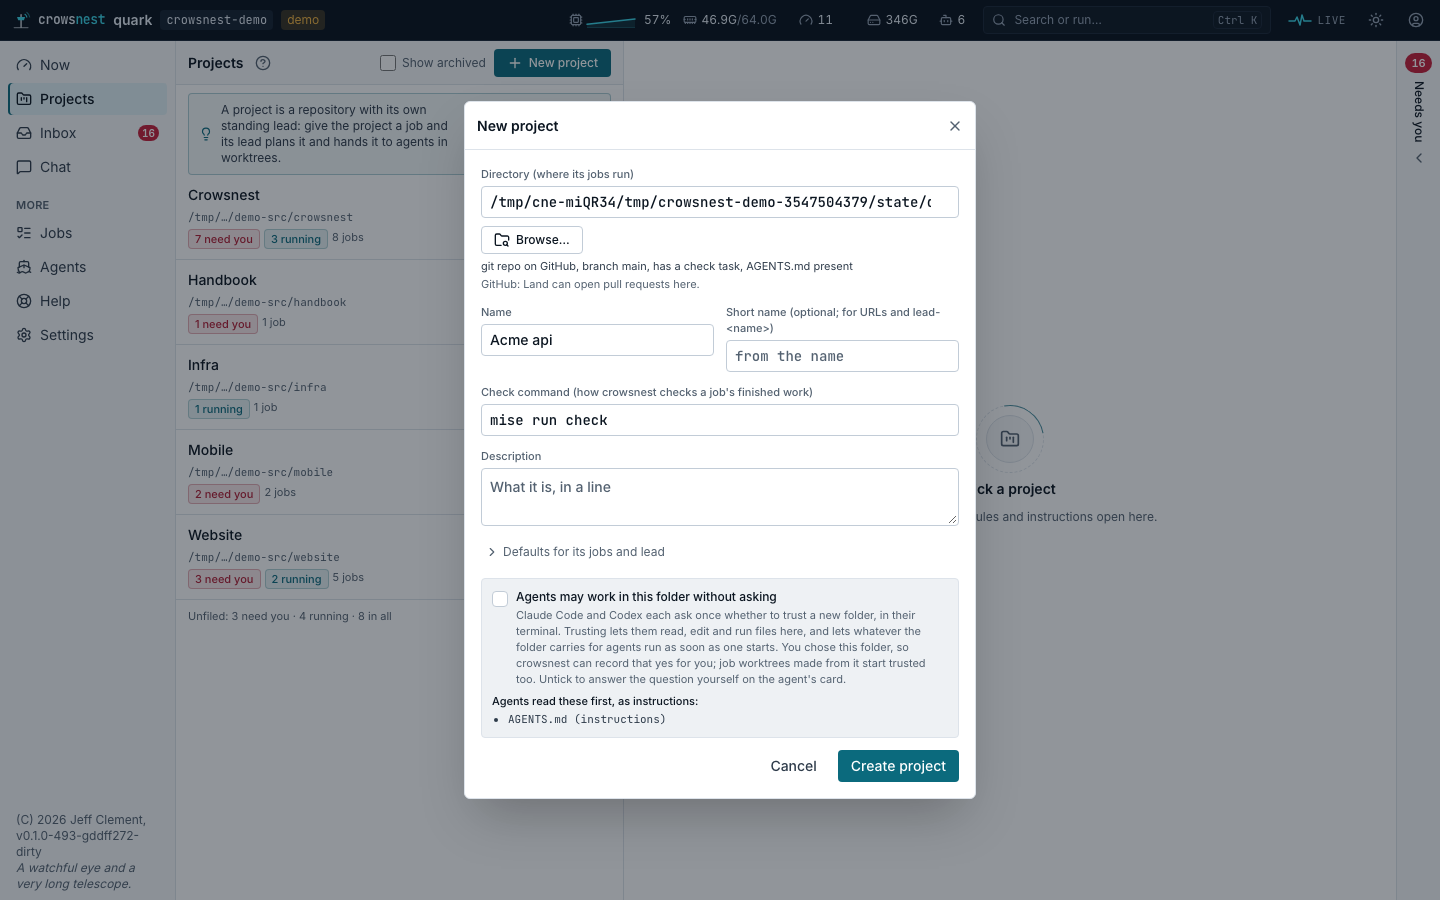 crowsnest quark crowsnest-demo demo
57% 46.9G/64.0G 11 346G 6 Search or run... Ctrl K LIVE
Now
Projects
Inbox 16
Chat
MORE
Jobs
Agents
Help
Settings
(C) 2026 Jeff Clement,
v0.1.0-493-gddff272-
dirty
A watchful eye and a
very long telescope.
Projects Show archived New project
A project is a repository with its own
standing lead: give the project a job and
its lead plans it and hands it to agents in
worktrees.
Crowsnest
/tmp/…/demo-src/crowsnest
7 need you 3 running 8 jobs
Handbook
/tmp/…/demo-src/handbook
1 need you 1 job
Infra
/tmp/…/demo-src/infra
1 running 1 job
Mobile
/tmp/…/demo-src/mobile
2 need you 2 jobs
Website
/tmp/…/demo-src/website
3 need you 2 running 5 jobs
Unfiled: 3 need you · 4 running · 8 in all
New project
Directory (where its jobs run)
/tmp/cne-miQR34/tmp/crowsnest-demo-3547504379/state/
Browse...
git repo on GitHub, branch main, has a check task, AGENTS.md present
GitHub: Land can open pull requests here.
Name
Acme api
Short name (optional; for URLs and lead-
<name>)
from the name
Check command (how crowsnest checks a job's finished work)
mise run check
Description
What it is, in a line
Defaults for its jobs and lead
Agents may work in this folder without asking
Claude Code and Codex each ask once whether to trust a new folder, in their
terminal. Trusting lets them read, edit and run files here, and lets whatever the
folder carries for agents run as soon as one starts. You chose this folder, so
crowsnest can record that yes for you; job worktrees made from it start trusted
too. Untick to answer the question yourself on the agent's card.
Agents read these first, as instructions:
AGENTS.md (instructions)
Cancel Create project
ck a project
ules and instructions open here.
16
Needs you